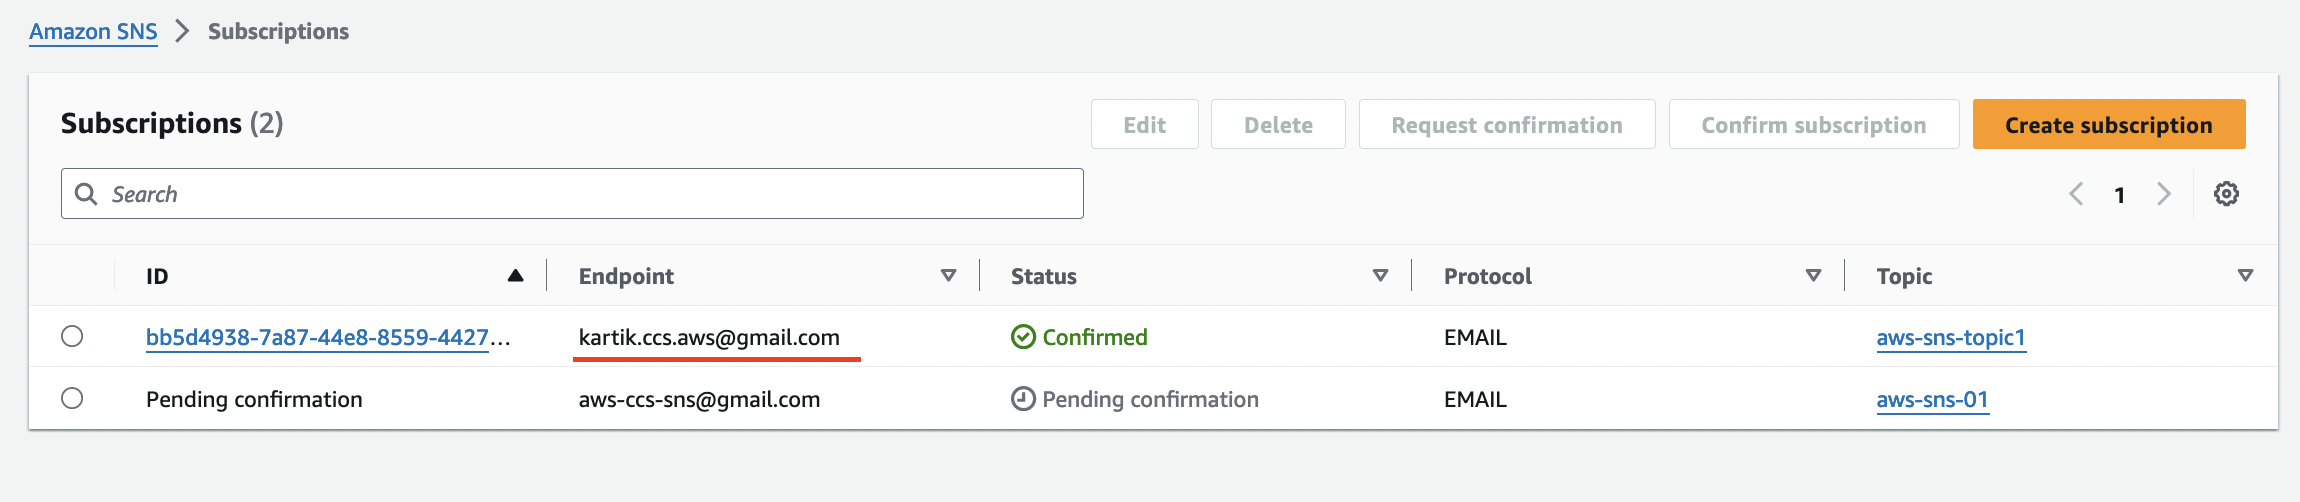 Amazon SNS > Subscriptions
Subscriptions (2)
Edit Delete Request confirmation Confirm subscription Create subscription
Search
1
ID Endpoint Status Protocol Topic
bb5d4938-7a87-44e8-8559-4427... kartik.ccs.aws@gmail.com Confirmed EMAIL aws-sns-topic1
Pending confirmation aws-ccs-sns@gmail.com Pending confirmation EMAIL aws-sns-01